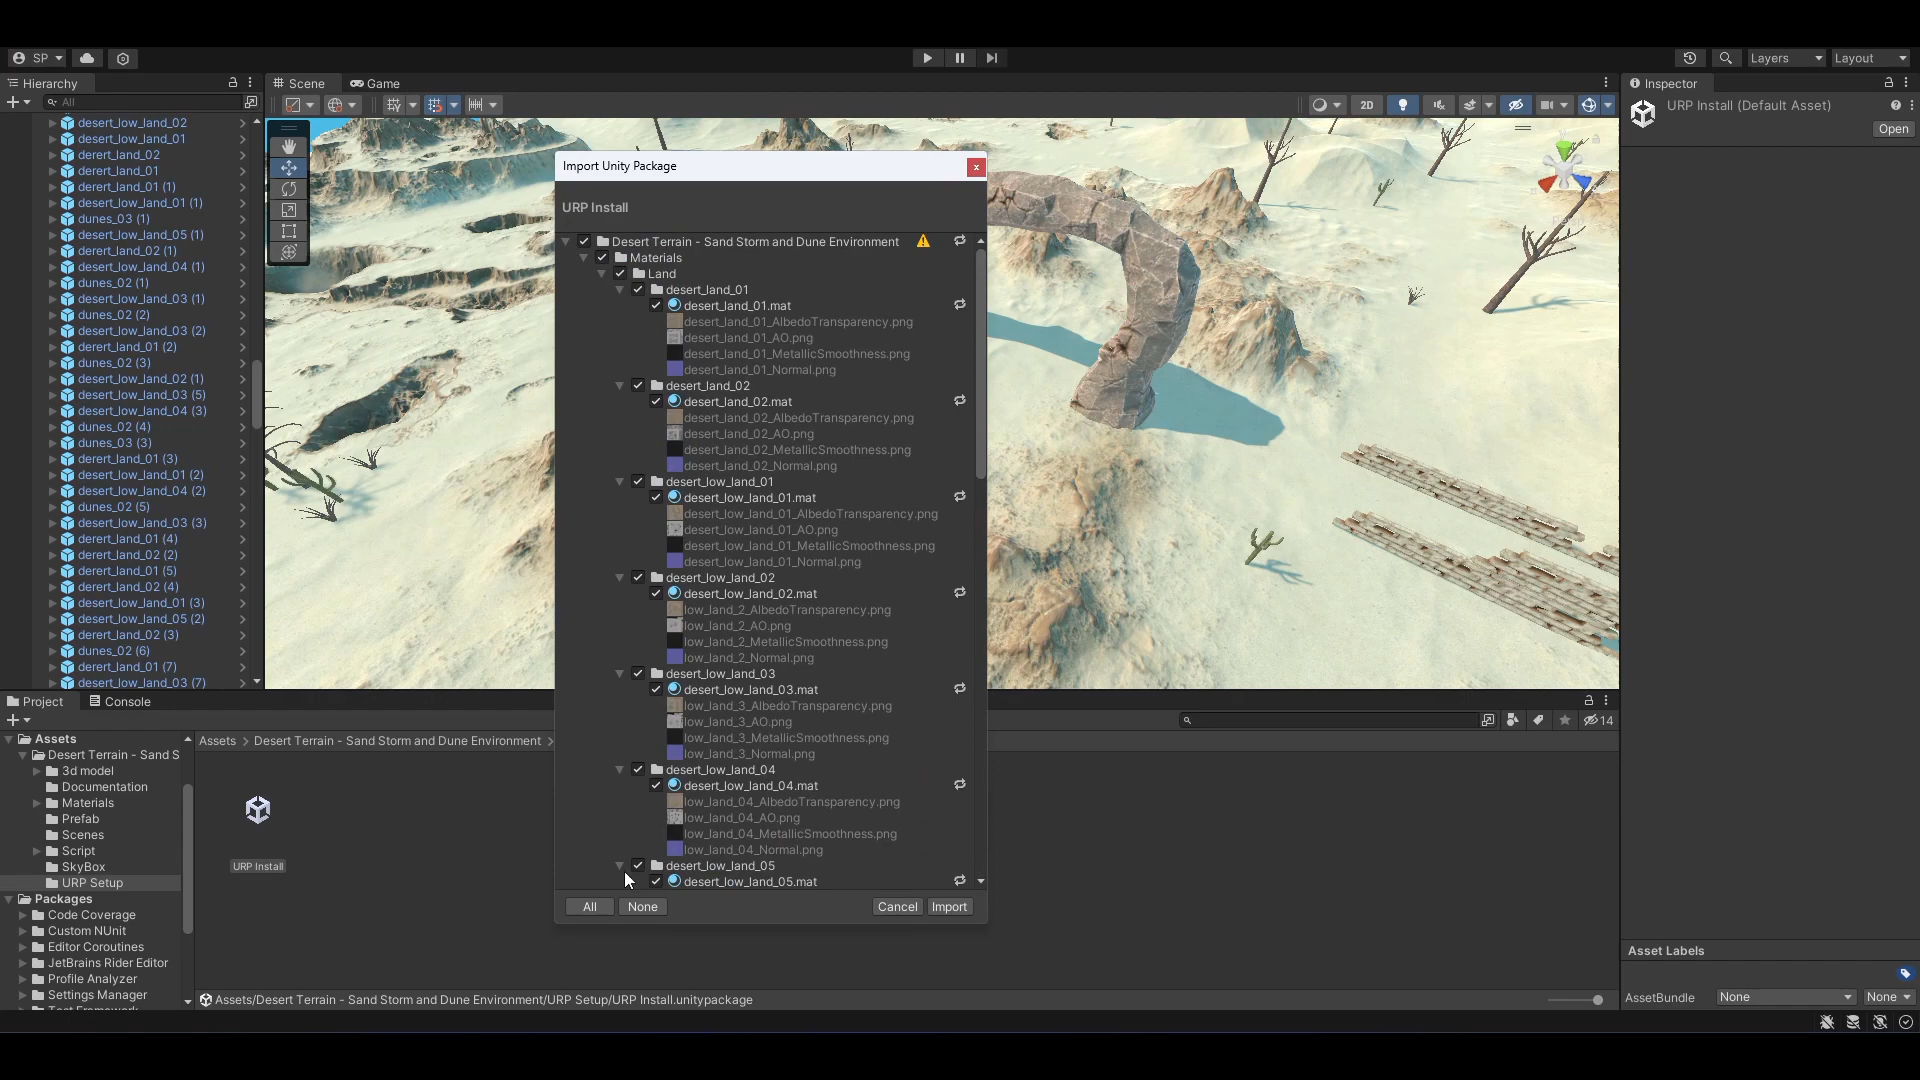 SP
Layers
Layout
Hierarchy
All
desert_low_land_02
desert_low_land_01
derert_land_02
derert_land_01
derert_land_01 (1)
desert_low_land_01 (1)
dunes_03 (1)
desert_low_land_05 (1)
derert_land_02 (1)
desert_low_land_04 (1)
dunes_02 (1)
desert_low_land_03 (1)
dunes_02 (2)
desert_low_land_03 (2)
derert_land_01 (2)
dunes_02 (3)
desert_low_land_02 (1)
desert_low_land_03 (5)
desert_low_land_04 (3)
dunes_02 (4)
dunes_03 (3)
derert_land_01 (3)
desert_low_land_01 (2)
desert_low_land_04 (2)
dunes_02 (5)
desert_low_land_03 (3)
derert_land_01 (4)
derert_land_02 (2)
derert_land_01 (5)
derert_land_02 (4)
desert_low_land_01 (3)
desert_low_land_05 (2)
derert_land_02 (3)
dunes_02 (6)
derert_land_01 (7)
desert_low_land_03 (7)
Scene
Game
2D
Import Unity Package
x
URP Install
Desert Terrain - Sand Storm and Dune Environment
Materials
Land
desert_land_01
desert_land_01.mat
desert_land_01_AlbedoTransparency.png
desert_land_01_AO.png
desert_land_01_MetallicSmoothness.png
desert_land_01_Normal.png
desert_land_02
desert_land_02.mat
desert_land_02_AlbedoTransparency.png
desert_land_02_AO.png
desert_land_02_MetallicSmoothness.png
desert_land_02_Normal.png
desert_low_land_01
desert_low_land_01.mat
desert_low_land_01_AlbedoTransparency.png
desert_low_land_01_AO.png
desert_low_land_01_MetallicSmoothness.png
desert_low_land_01_Normal.png
desert_low_land_02
desert_low_land_02.mat
low_land_2_AlbedoTransparency.png
low_land_2_AO.png
low_land_2_MetallicSmoothness.png
low_land_2_Normal.png
desert_low_land_03
desert_low_land_03.mat
low_land_3_AlbedoTransparency.png
low_land_3_AO.png
low_land_3_MetallicSmoothness.png
low_land_3_Normal.png
desert_low_land_04
desert_low_land_04.mat
low_land_04_AlbedoTransparency.png
low_land_04_AO.png
low_land_04_MetallicSmoothness.png
low_land_04_Normal.png
desert_low_land_05
desert_low_land_05.mat
All
None
Cancel
Import
Inspector
URP Install (Default Asset)
Open
Project
Console
14
Assets
Desert Terrain - Sand S
3d model
Documentation
Materials
Prefab
Scenes
Script
SkyBox
URP Setup
Packages
Code Coverage
Custom NUnit
Editor Coroutines
JetBrains Rider Editor
Profile Analyzer
Settings Manager
Assets > Desert Terrain - Sand Storm and Dune Environment >
URP Install
Assets/Desert Terrain - Sand Storm and Dune Environment/URP Setup/URP Install.unitypackage
Asset Labels
AssetBundle
None
None